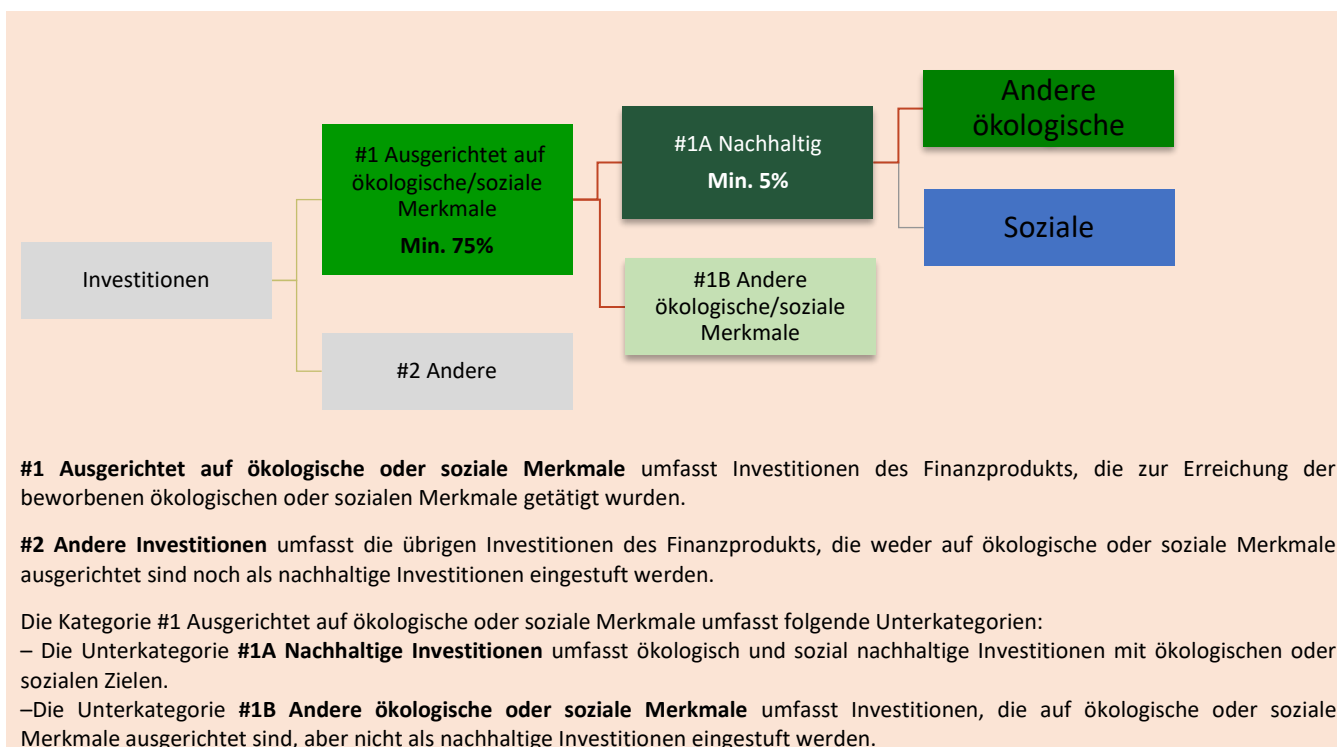 Investitionen
#1 Ausgerichtet auf
ökologische/soziale
Merkmale
Min. 75%
#2 Andere
#1A Nachhaltig
Min. 5%
#1B Andere
ökologische/soziale
Merkmale
Andere
ökologische
Soziale
#1 Ausgerichtet auf ökologische oder soziale Merkmale umfasst Investitionen des Finanzprodukts, die zur Erreichung der
beworbenen ökologischen oder sozialen Merkmale getätigt wurden.
#2 Andere Investitionen umfasst die übrigen Investitionen des Finanzprodukts, die weder auf ökologische oder soziale Merkmale
ausgerichtet sind noch als nachhaltige Investitionen eingestuft werden.
Die Kategorie #1 Ausgerichtet auf ökologische oder soziale Merkmale umfasst folgende Unterkategorien:
– Die Unterkategorie #1A Nachhaltige Investitionen umfasst ökologisch und sozial nachhaltige Investitionen mit ökologischen oder
sozialen Zielen.
–Die Unterkategorie #1B Andere ökologische oder soziale Merkmale umfasst Investitionen, die auf ökologische oder soziale
Merkmale ausgerichtet sind, aber nicht als nachhaltige Investitionen eingestuft werden.